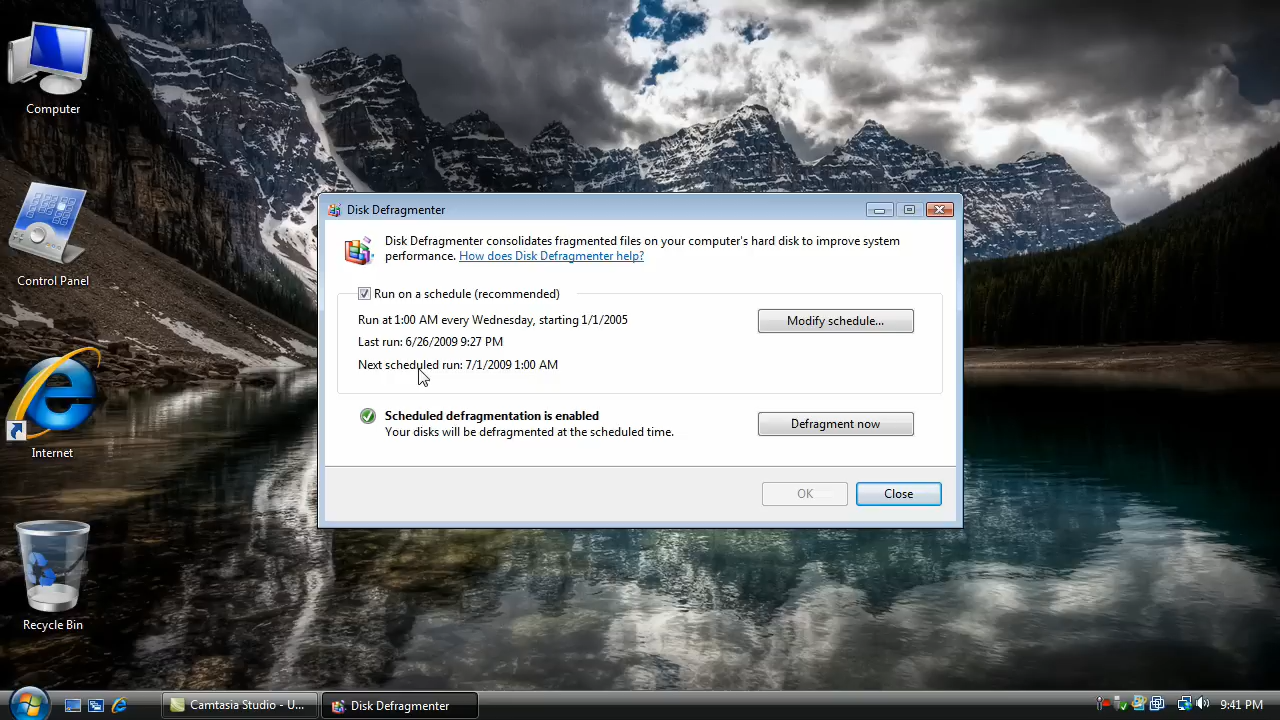 Computer
Control Panel
Internet
Recycle Bin
Disk Defragmenter
Disk Defragmenter consolidates fragmented files on your computer's hard disk to improve system
performance. How does Disk Defragmenter help?
Run on a schedule (recommended)
Run at 1:00 AM every Wednesday, starting 1/1/2005
Modify schedule...
Last run: 6/26/2009 9:27 PM
Next scheduled run: 7/1/2009 1:00 AM
Scheduled defragmentation is enabled
Your disks will be defragmented at the scheduled time.
Defragment now
OK
Close
Camtasia Studio - U...
Disk Defragmenter
9:41 PM